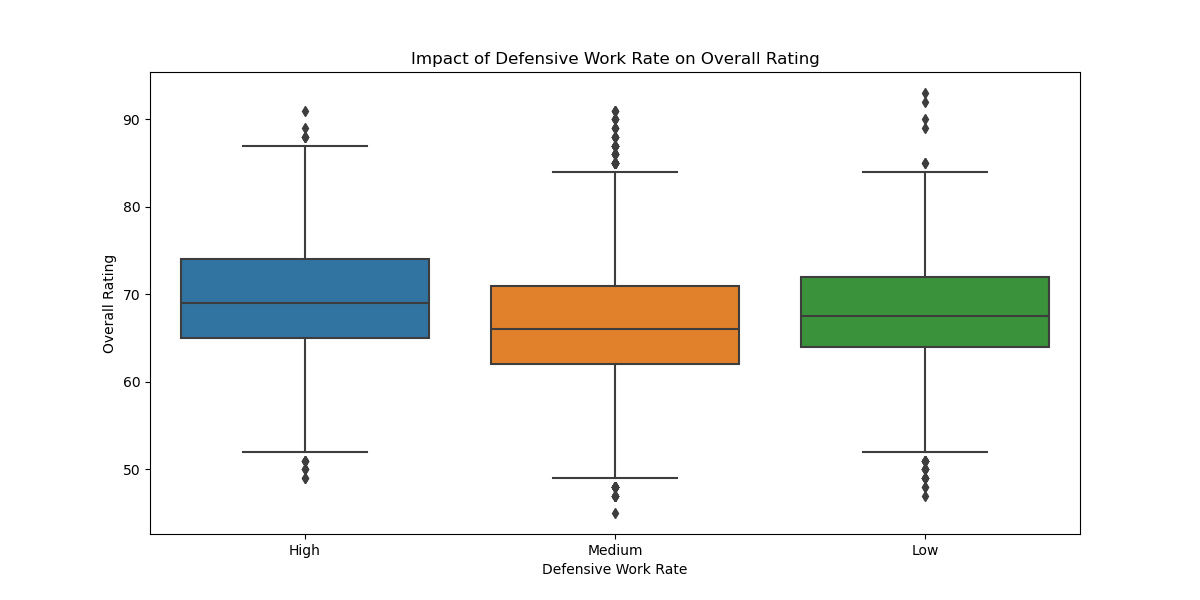 Impact of Defensive Work Rate on Overall Rating
Overall Rating
90
80
70
60
50
High Medium Low
Defensive Work Rate